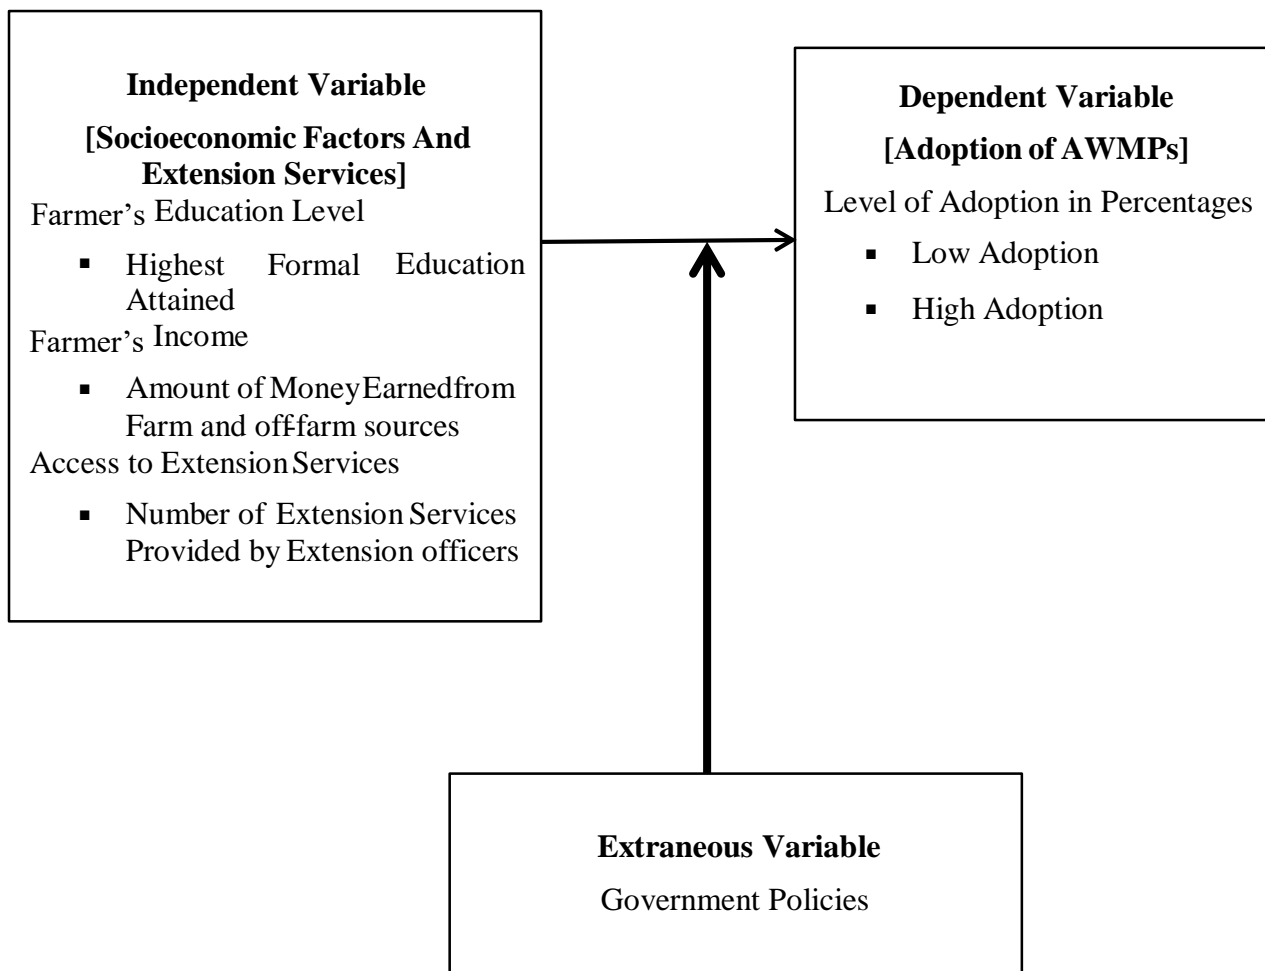 Independent Variable
[Socioeconomic Factors And
Extension Services]
Farmer’s Education Level
▪ Highest Formal Education
Attained
Farmer’s Income
▪ Amount of Money Earnedfrom
Farm and off-farm sources
Access to Extension Services
▪ Number of Extension Services
Provided by Extension officers
Dependent Variable
[Adoption of AWMPs]
Level of Adoption in Percentages
▪ Low Adoption
▪ High Adoption
Extraneous Variable
Government Policies